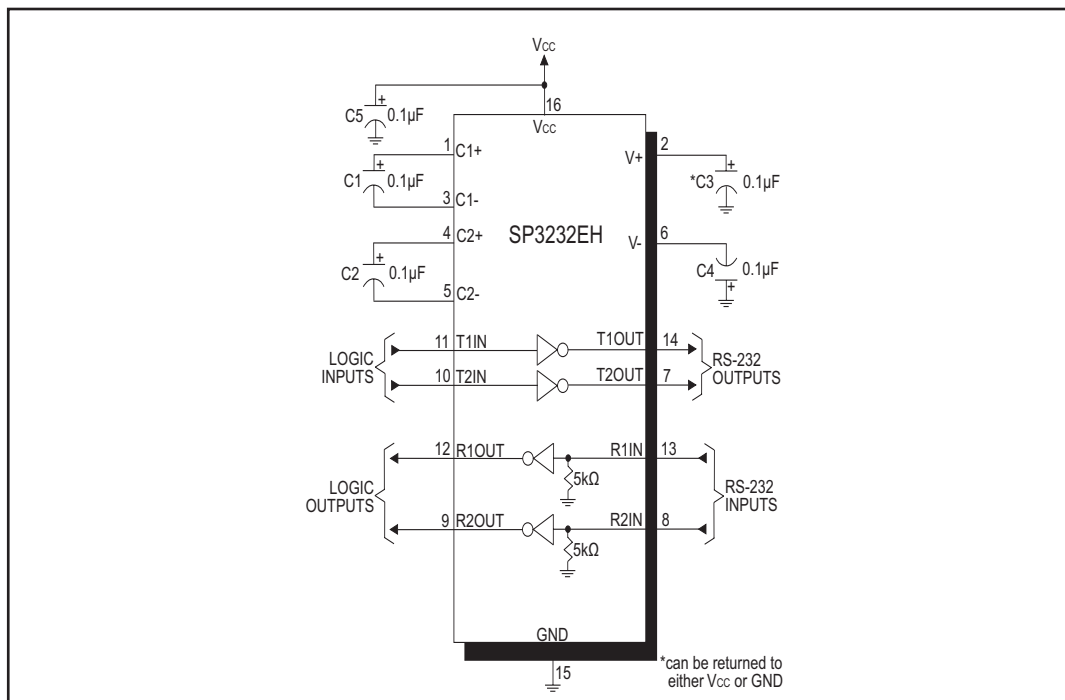 Vcc
C5
+
0.1µF
16
Vcc
1
C1+
C1
+
0.1µF
3
C1-
4
C2+
C2
+
0.1µF
5
C2-
SP3232EH
V+
2
*C3
+
0.1µF
V-
6
C4
0.1µF
+
LOGIC
INPUTS
11
T1IN
T1OUT
14
10
T2IN
T2OUT
7
RS-232
OUTPUTS
LOGIC
OUTPUTS
12
R1OUT
R1IN
13
5kΩ
9
R2OUT
R2IN
8
5kΩ
RS-232
INPUTS
GND
15
*can be returned to
either Vcc or GND